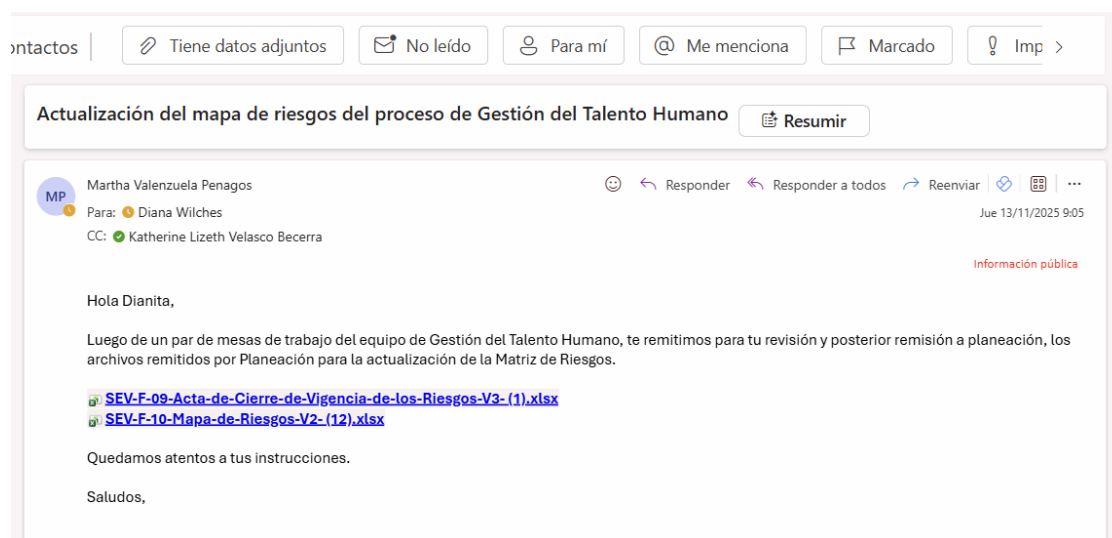 Tiene datos adjuntos
No leído
Para mí
Me menciona
Marcado
Actualización del mapa de riesgos del proceso de Gestión del Talento Humano
Resumir
MP
Martha Valenzuela Penagos
Responder
Responder a todos
Reenviar
Para: Diana Wilches
Jue 13/11/2025 9:05
CC: Katherine Lizeth Velasco Becerra
Información pública
Hola Dianita,
Luego de un par de mesas de trabajo del equipo de Gestión del Talento Humano, te remitimos para tu revisión y posterior remisión a planeación, los
archivos remitidos por Planeación para la actualización de la Matriz de Riesgos.
SEV-F-09-Acta-de-Cierre-de-Vigencia-de-los-Riesgos-V3- (1).xlsx
SEV-F-10-Mapa-de-Riesgos-V2- (12).xlsx
Quedamos atentos a tus instrucciones.
Saludos,